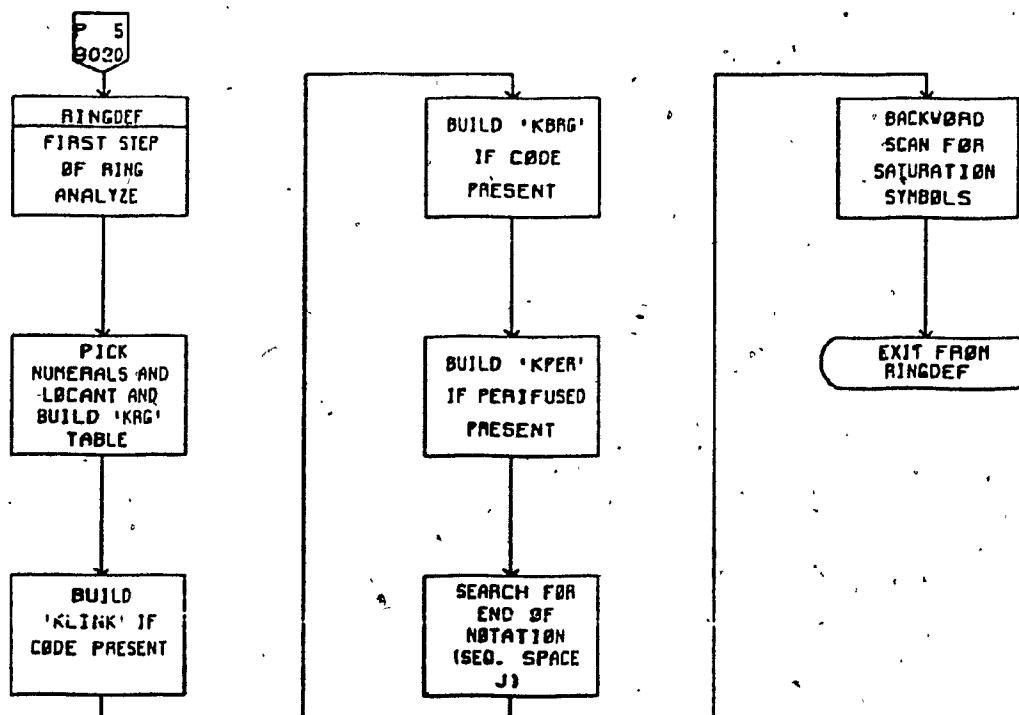 P 5
8020
RINGDEF
FIRST STEP
ØF RING
ANALYZE
PICK
NUMERALS AND
LØCANT AND
BUILD 'KRG'
TABLE
BUILD
'KLINK' IF
CØDE PRESENT
BUILD 'KBRG'
IF CØDE
PRESENT
BUILD 'KPER'
IF PERIFUSED
PRESENT
SEARCH FØR
END ØF
NØTATIØN
(SEQ. SPACE
J)
BACKWØRD
SCAN FØR
SATURATIØN
SYMBØLS
EXIT FRØM
RINGDEF